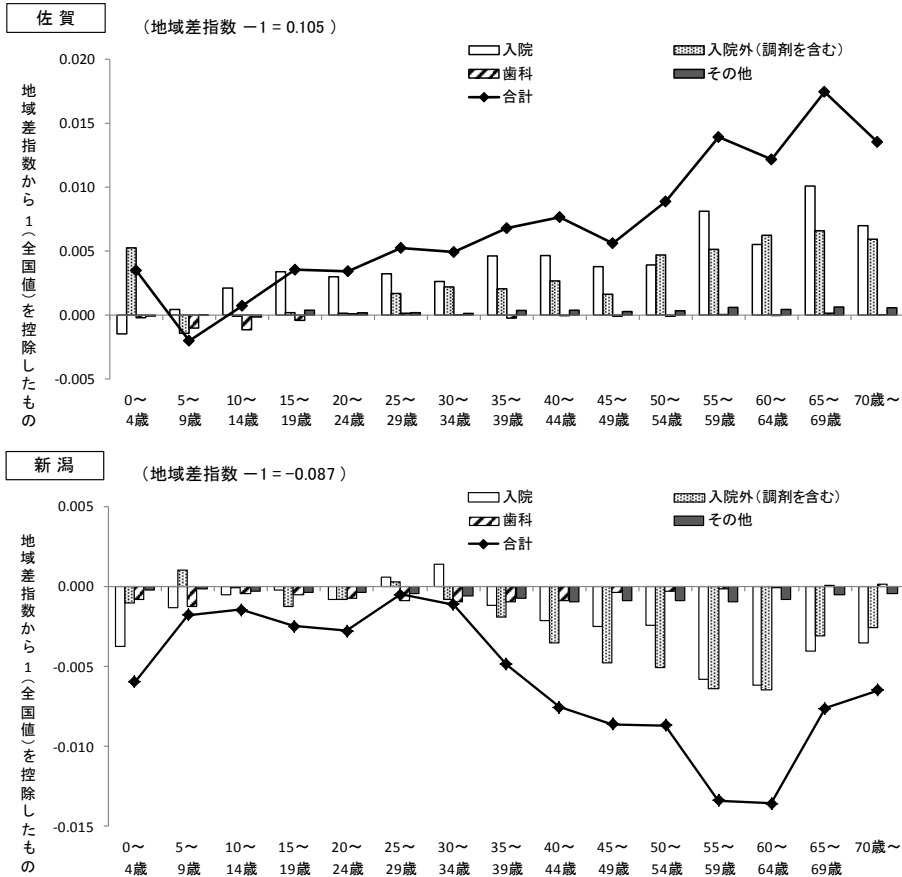 佐 賀
（地域差指数 －1 = 0.105 ）
入院
入院外（調剤を含む）
歯科
その他
合計
地域差指数から１（全国値）を控除したもの
0.020
0.015
0.010
0.005
0.000
-0.005
0～ 5～ 10～ 15～ 20～ 25～ 30～ 35～ 40～ 45～ 50～ 55～ 60～ 65～ 70歳～
4歳 9歳 14歳 19歳 24歳 29歳 34歳 39歳 44歳 49歳 54歳 59歳 64歳 69歳
新 潟
（地域差指数 －1 = -0.087 ）
入院
入院外（調剤を含む）
歯科
その他
合計
地域差指数から１（全国値）を控除したもの
0.005
0.000
-0.005
-0.010
-0.015
0～ 5～ 10～ 15～ 20～ 25～ 30～ 35～ 40～ 45～ 50～ 55～ 60～ 65～ 70歳～
4歳 9歳 14歳 19歳 24歳 29歳 34歳 39歳 44歳 49歳 54歳 59歳 64歳 69歳